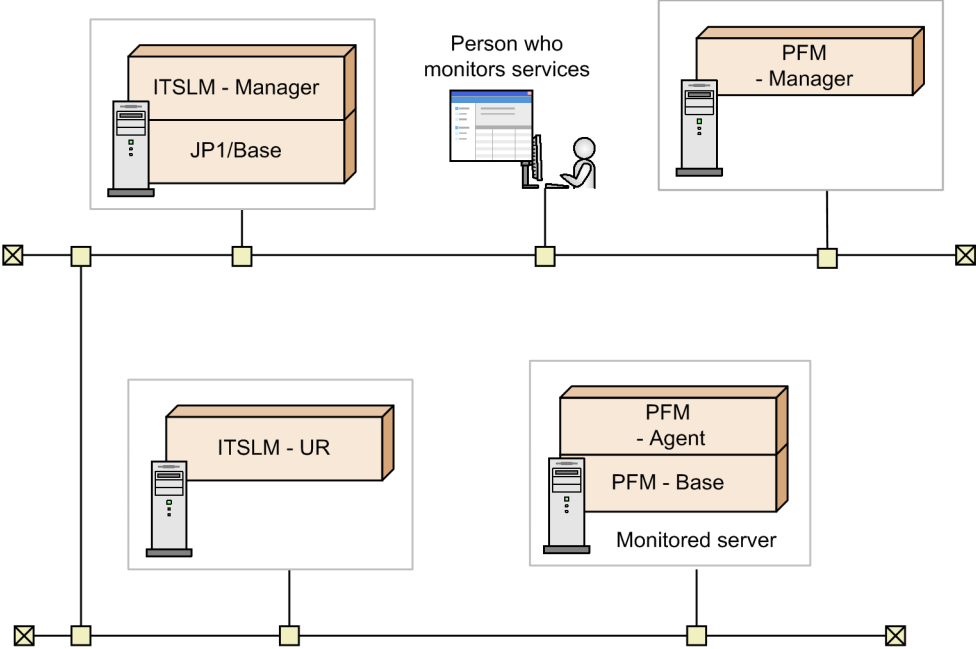 ITSLM - Manager
JP1/Base
Person who
monitors services
PFM
- Manager
ITSLM - UR
PFM
- Agent
PFM - Base
Monitored server